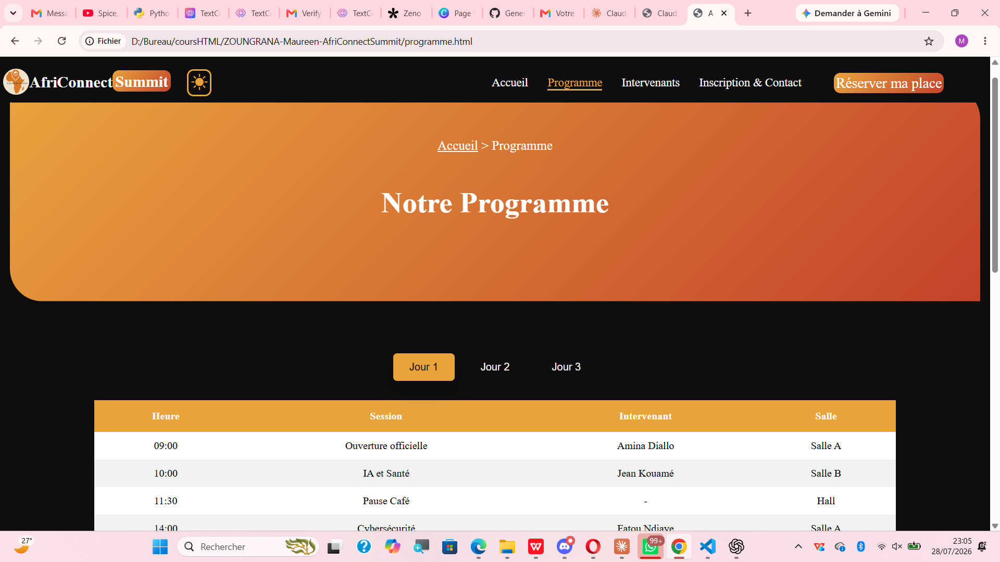 Messa
Spice,
Pytho
TextCo
TextCo
Verify
TextCo
Zeno
Page
Gener
Votre
Claud
Claud
A
Demander à Gemini
Fichier
D:/Bureau/coursHTML/ZOUNGRANA-Maureen-AfriConnectSummit/programme.html
M
AfriConnect Summit
Accueil
Programme
Intervenants
Inscription & Contact
Réserver ma place
Accueil > Programme
Notre Programme
Jour 1
Jour 2
Jour 3
Heure Session Intervenant Salle
09:00 Ouverture officielle Amina Diallo Salle A
10:00 IA et Santé Jean Kouamé Salle B
11:30 Pause Café - Hall
14:00 Cybersécurité Fatou Ndiaye Salle A
27°
Rechercher
99+
23:05
28/07/2026